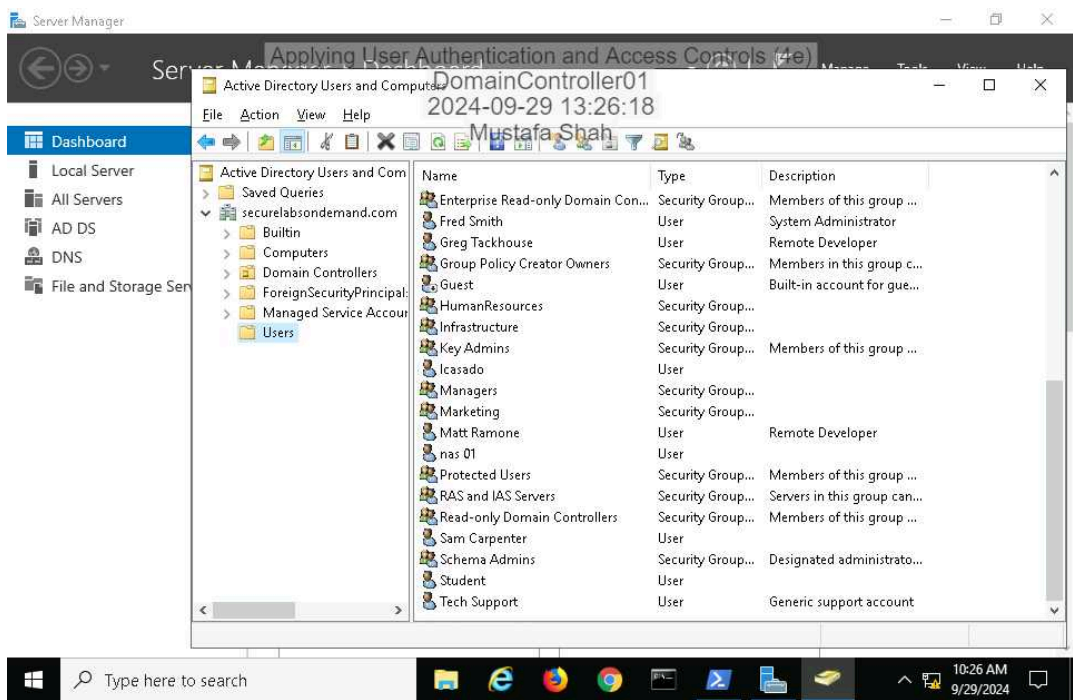 Server Manager
Server Manager Dashboard
Manage Tools View Help
Applying User Authentication and Access Controls (4e)
DomainController01
2024-09-29 13:26:18
Mustafa Shah
Dashboard
Local Server
All Servers
AD DS
DNS
File and Storage Serv
Active Directory Users and Computers
File Action View Help
Active Directory Users and Com
Saved Queries
securelabsondemand.com
Builtin
Computers
Domain Controllers
ForeignSecurityPrincipal:
Managed Service Accour
Users
Name Type Description
Enterprise Read-only Domain Con... Security Group... Members of this group ...
Fred Smith User System Administrator
Greg Tackhouse User Remote Developer
Group Policy Creator Owners Security Group... Members in this group c...
Guest User Built-in account for gue...
HumanResources Security Group...
Infrastructure Security Group...
Key Admins Security Group... Members of this group ...
lcasado User
Managers Security Group...
Marketing Security Group...
Matt Ramone User Remote Developer
nas 01 User
Protected Users Security Group... Members of this group ...
RAS and IAS Servers Security Group... Servers in this group can...
Read-only Domain Controllers Security Group... Members of this group ...
Sam Carpenter User
Schema Admins Security Group... Designated administrato...
Student User
Tech Support User Generic support account
Type here to search
10:26 AM
9/29/2024